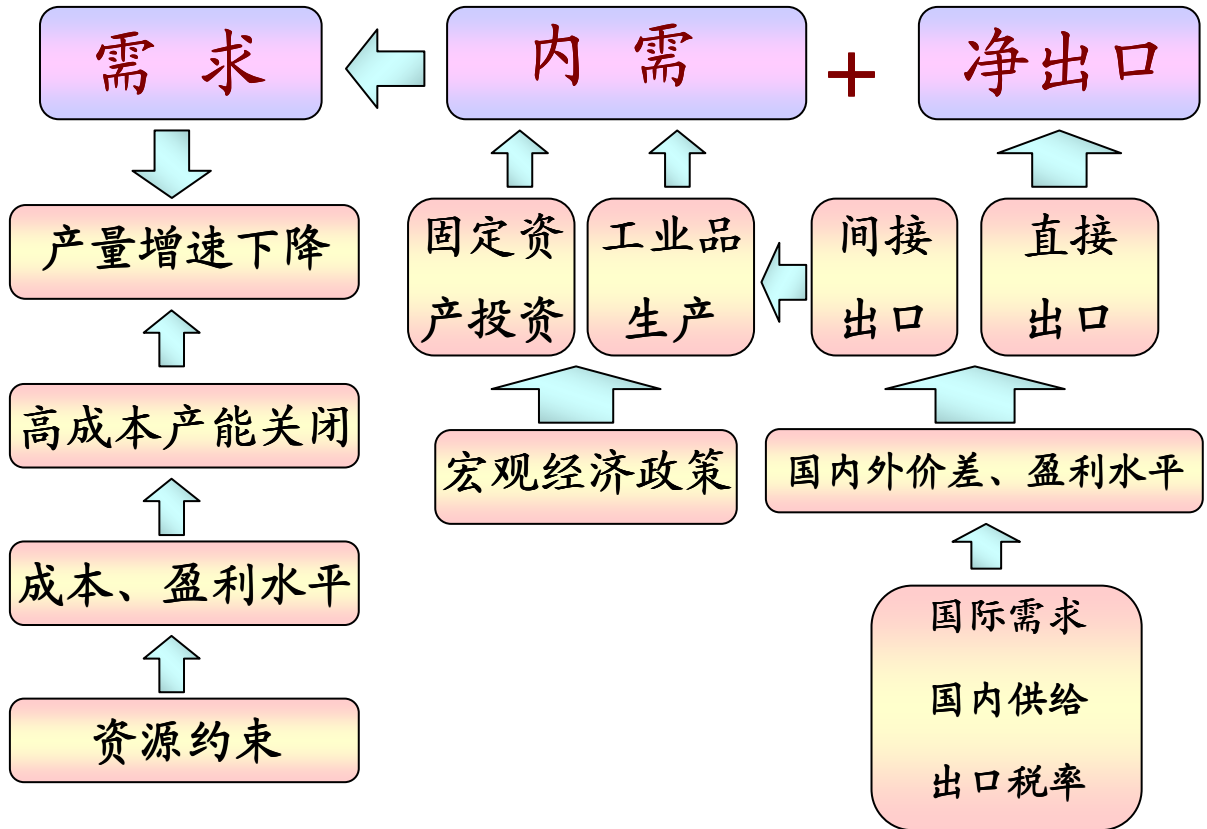 需 求
内 需
+
净出口
产量增速下降
高成本产能关闭
成本、盈利水平
资源约束
固定资
产投资
工业品
生产
间接
出口
直接
出口
宏观经济政策
国内外价差、盈利水平
国际需求
国内供给
出口税率